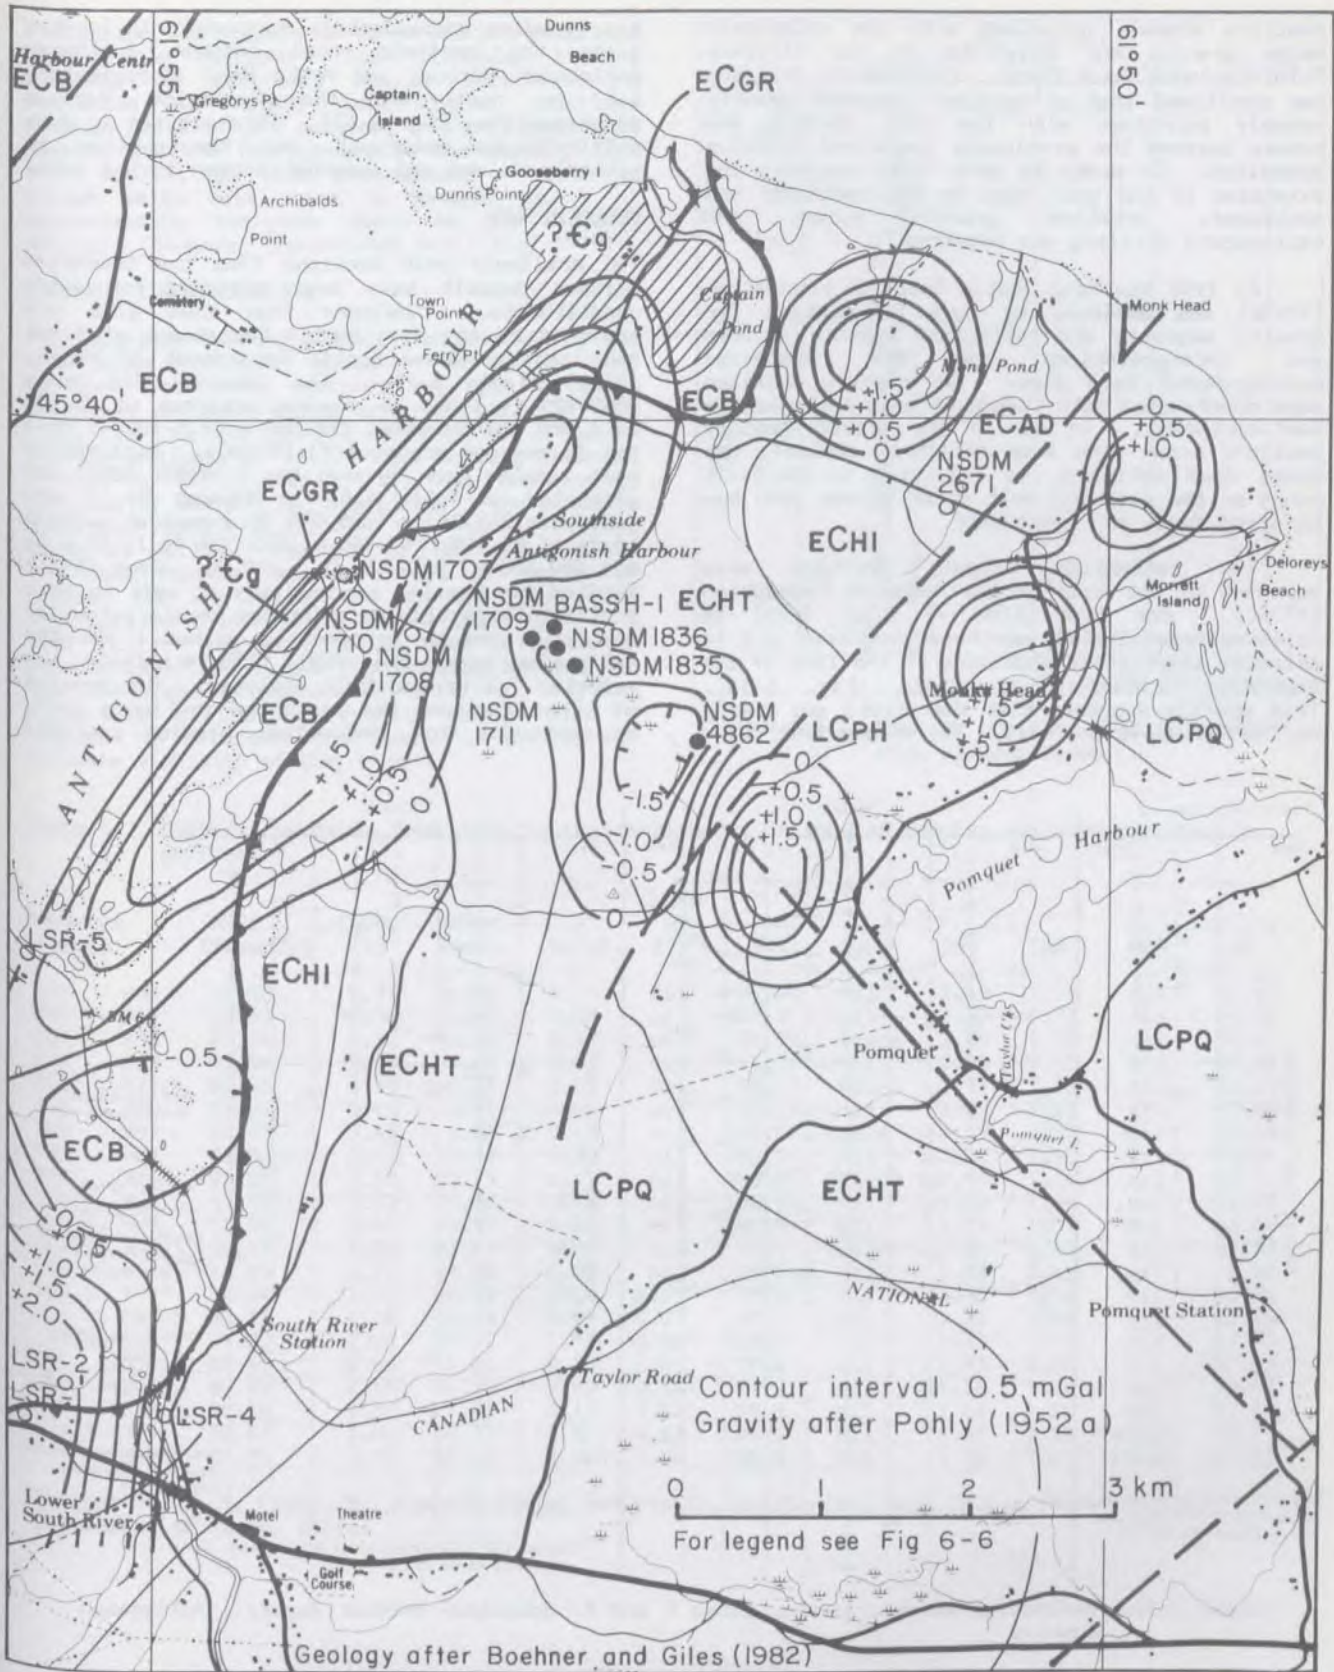 61°55'
Dunns
Beach
Harbour Centr
ECB
Gregorys Pt
Captain
Island
ECGR
61°50'
Gooseberry I
Dunns Point
Archibalds
Point
?-Єg
Captain
Pond
Monk Head
Cemetery
Town
Point
Ferry Pt
HARBOUR
Monk Pond
+1.5
+1.0
+0.5
0
ECB
ECB
45°40'
ECAD
0
+0.5
+1.0
NSDM
2671
ECGR
Southside
Antigonish Harbour
ECHI
Deloreys
Beach
Morrell
Island
?-Єg
ANTIGONISH
NSDM1707
NSDM
1710
NSDM
1708
NSDM
1709
BASSH-1
NSDM1836
NSDM1835
ECHT
NSDM
1711
NSDM
4862
ECB
+1.5
+1.0
+0.5
0
-1.5
-1.0
-0.5
0
LCPH
Monks Head
+1.5
+1.0
+.5
0
LCPQ
0
+0.5
+1.0
+1.5
Pomquet Harbour
LSR-5
ECHI
SM6
-0.5
ECHT
ECB
Pomquet
Taylor Ck
LCPQ
Pomquet I.
LCPQ
ECHT
0
+0.5
+1.0
+1.5
+2.0
South River
Station
NATIONAL
Pomquet Station
LSR-2
LSR-1
LSR-4
Taylor Road
CANADIAN
Contour interval 0.5 mGal
Gravity after Pohly (1952a)
0 1 2 3 km
For legend see Fig 6-6
Lower
South River
Motel
Theatre
Golf
Course
Geology after Boehner and Giles (1982)